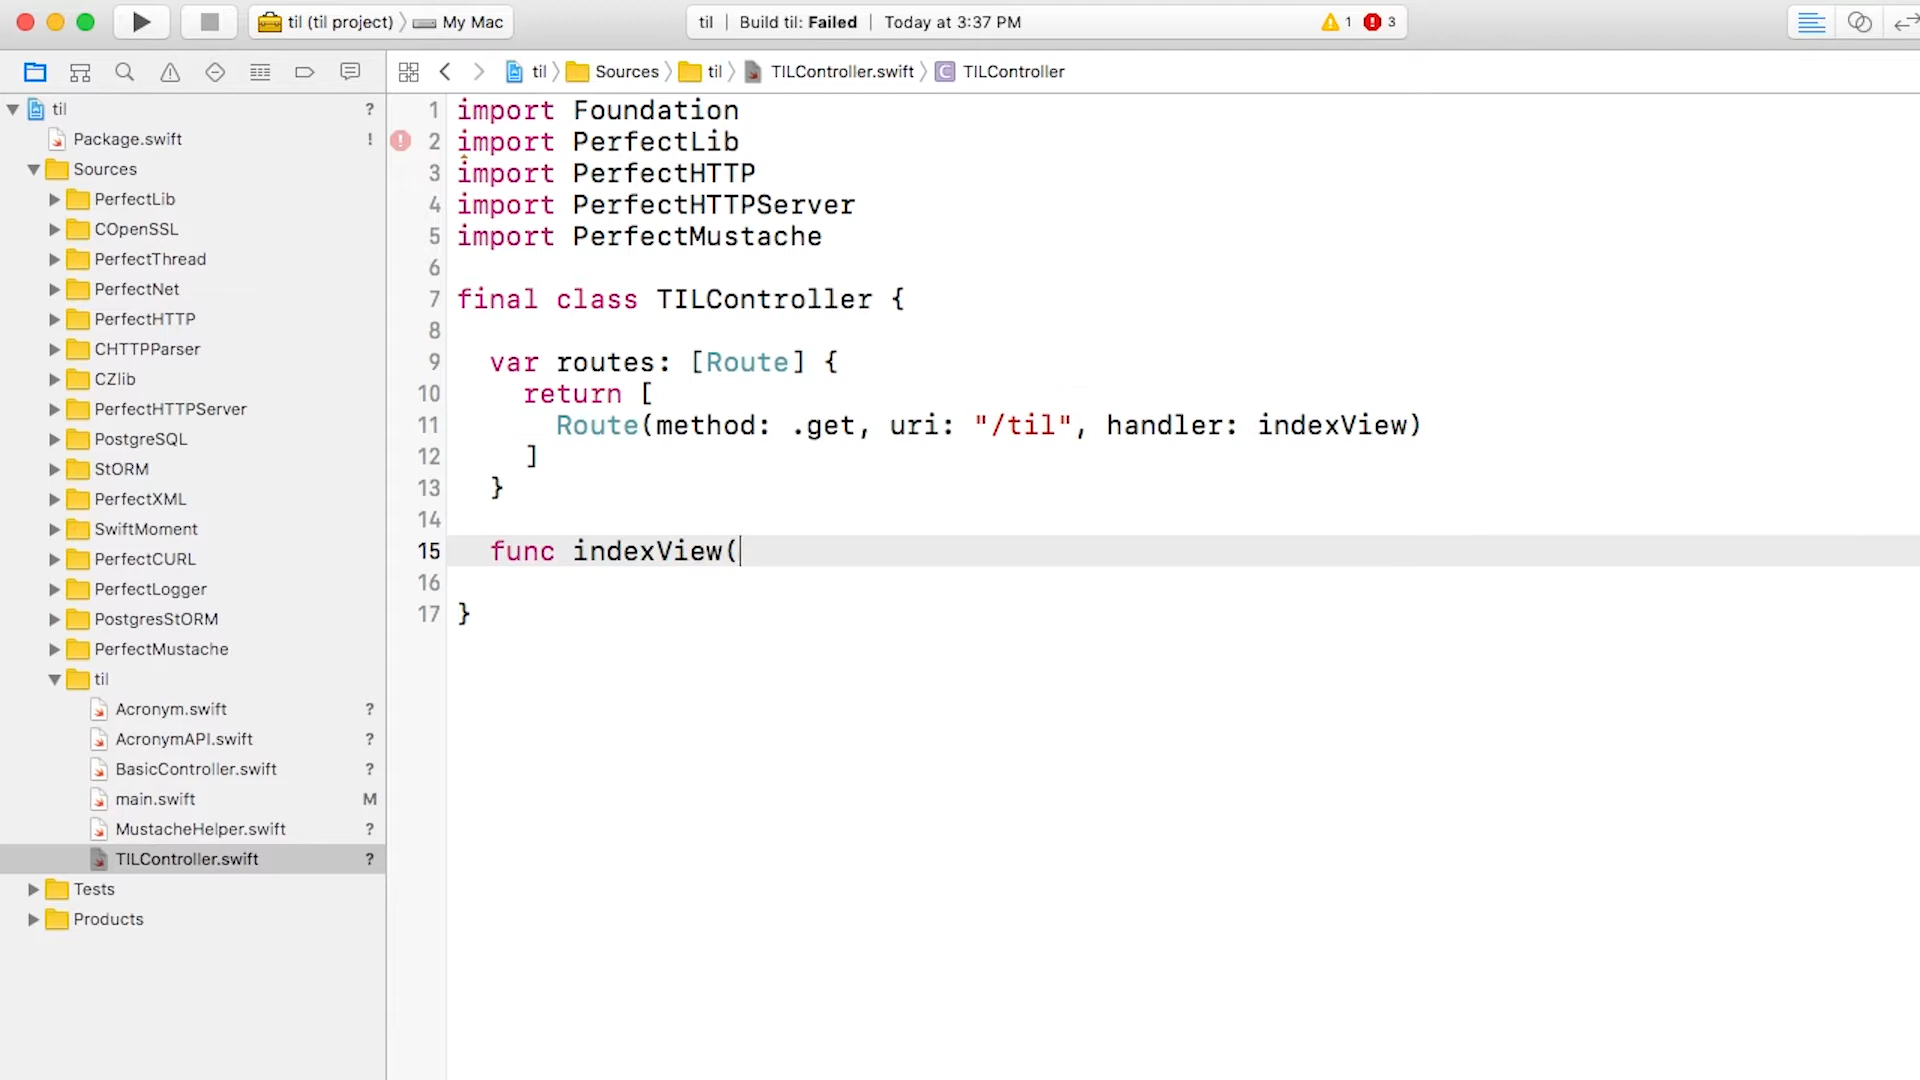 til (til project) 〉 My Mac
til | Build til: Failed | Today at 3:37 PM
1
3
til 〉 Sources 〉 til 〉 TILController.swift 〉 C TILController
til ?
Package.swift !
Sources
PerfectLib
COpenSSL
PerfectThread
PerfectNet
PerfectHTTP
CHTTPParser
CZlib
PerfectHTTPServer
PostgreSQL
StORM
PerfectXML
SwiftMoment
PerfectCURL
PerfectLogger
PostgresStORM
PerfectMustache
til
Acronym.swift ?
AcronymAPI.swift ?
BasicController.swift ?
main.swift M
MustacheHelper.swift ?
TILController.swift ?
Tests
Products
1 import Foundation
2 import PerfectLib
3 import PerfectHTTP
4 import PerfectHTTPServer
5 import PerfectMustache
6
7 final class TILController {
8
9 var routes: [Route] {
10 return [
11 Route(method: .get, uri: "/til", handler: indexView)
12 ]
13 }
14
15 func indexView(
16
17 }